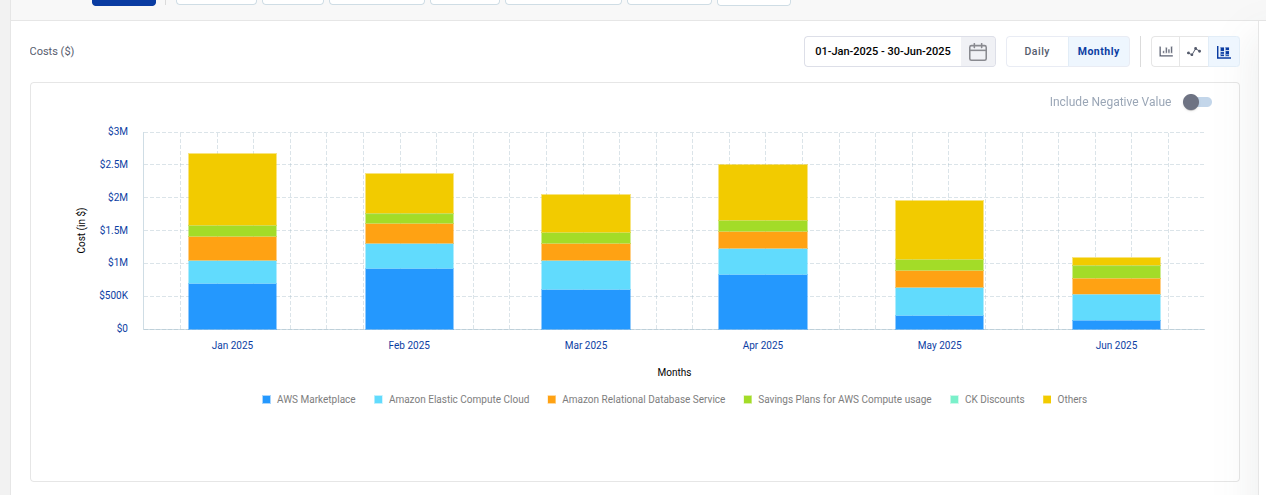 Costs ($)
01-Jan-2025 - 30-Jun-2025
Daily
Monthly
Include Negative Value
$3M
$2.5M
$2M
$1.5M
$1M
$500K
$0
Cost (in $)
Jan 2025
Feb 2025
Mar 2025
Apr 2025
May 2025
Jun 2025
Months
AWS Marketplace
Amazon Elastic Compute Cloud
Amazon Relational Database Service
Savings Plans for AWS Compute usage
CK Discounts
Others